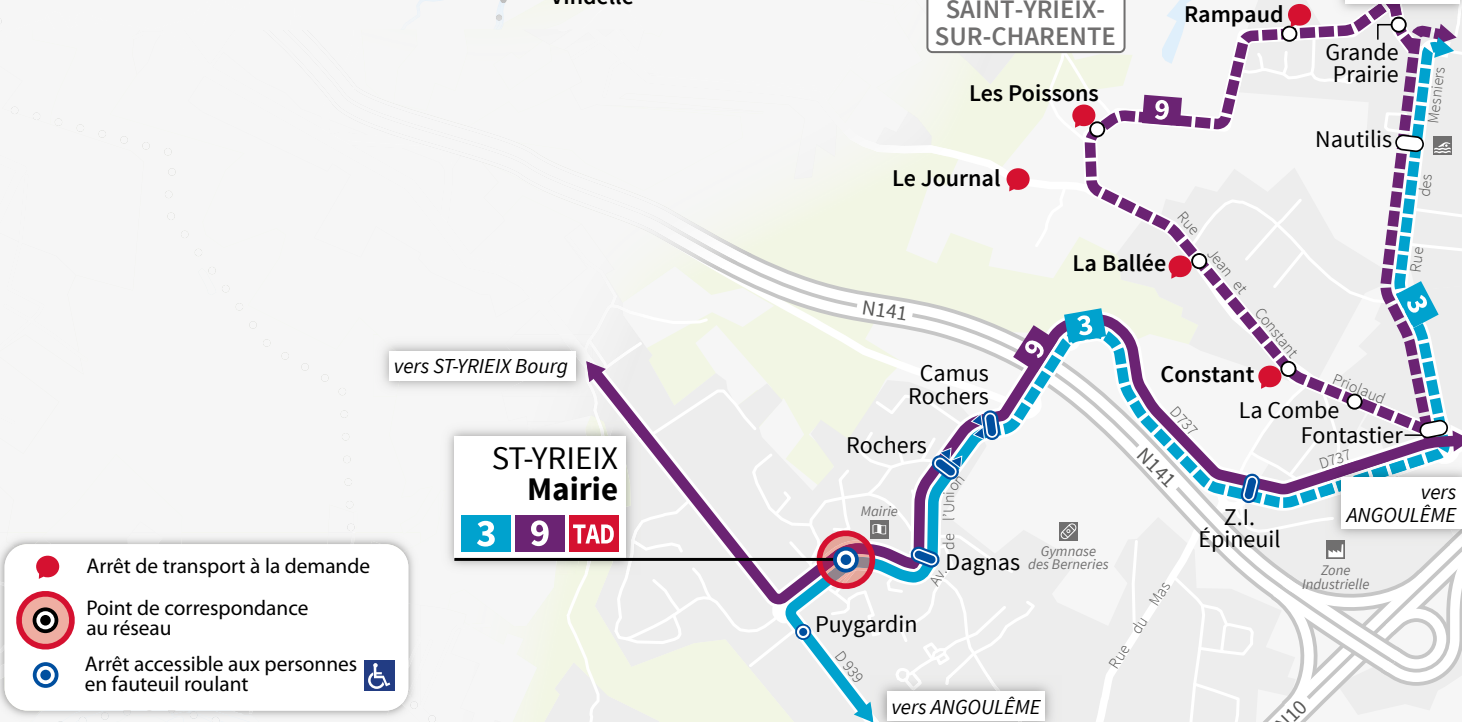 Vindelle
SAINT-YRIEIX-
SUR-CHARENTE
Rampaud
Grande
Prairie
Les Poissons
9
Mesniers
Nautilis
des
Le Journal
Rue
La Ballée
Rue Jean et Constant Priolaud
3
N141
3
9
vers ST-YRIEIX Bourg
Camus
Rochers
Constant
La Combe
D737
Fontastier
Rochers
D737
N141
ST-YRIEIX
Mairie
3 9 TAD
vers
ANGOULÊME
Z.I.
Épineuil
Mairie
Av. de l'Union
Dagnas
Gymnase
des Berneries
Zone
Industrielle
Rue du Mas
Puygardin
D 939
vers ANGOULÊME
N10
Arrêt de transport à la demande
Point de correspondance
au réseau
Arrêt accessible aux personnes
en fauteuil roulant